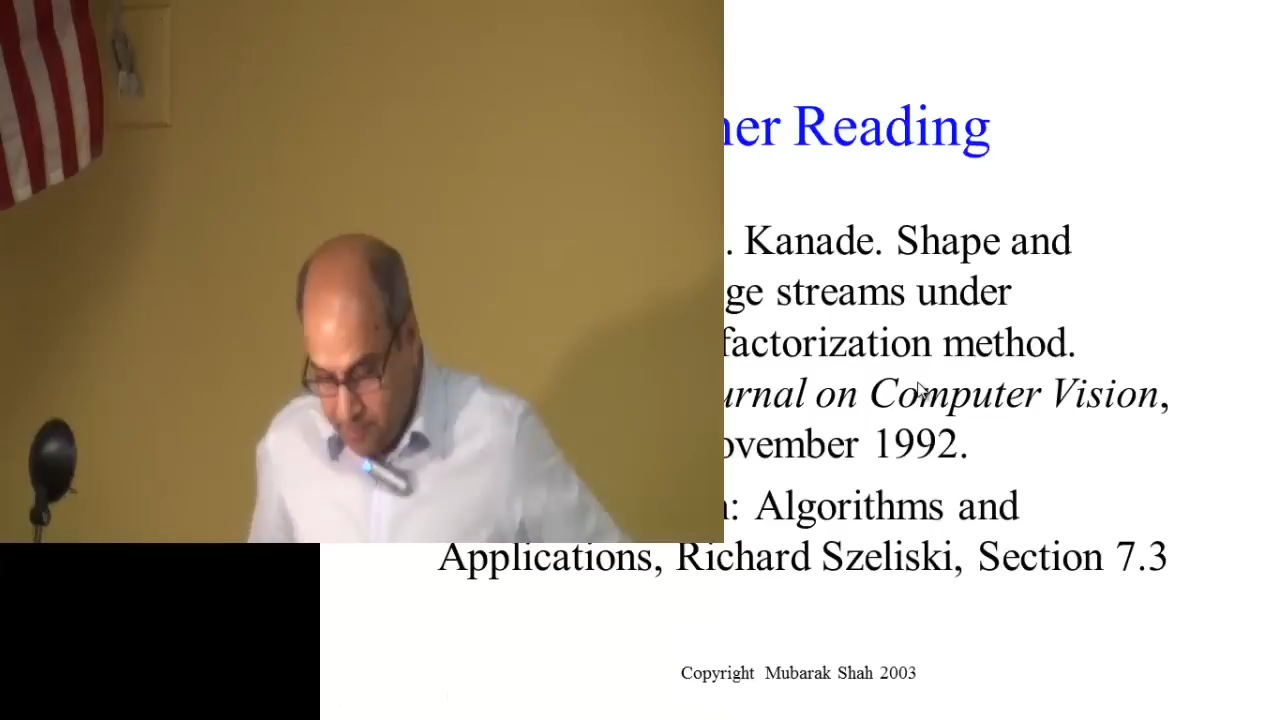 her Reading
. Kanade. Shape and
ge streams under
factorization method.
urnal on Computer Vision,
ovember 1992.
n: Algorithms and
Applications, Richard Szeliski, Section 7.3
Copyright Mubarak Shah 2003